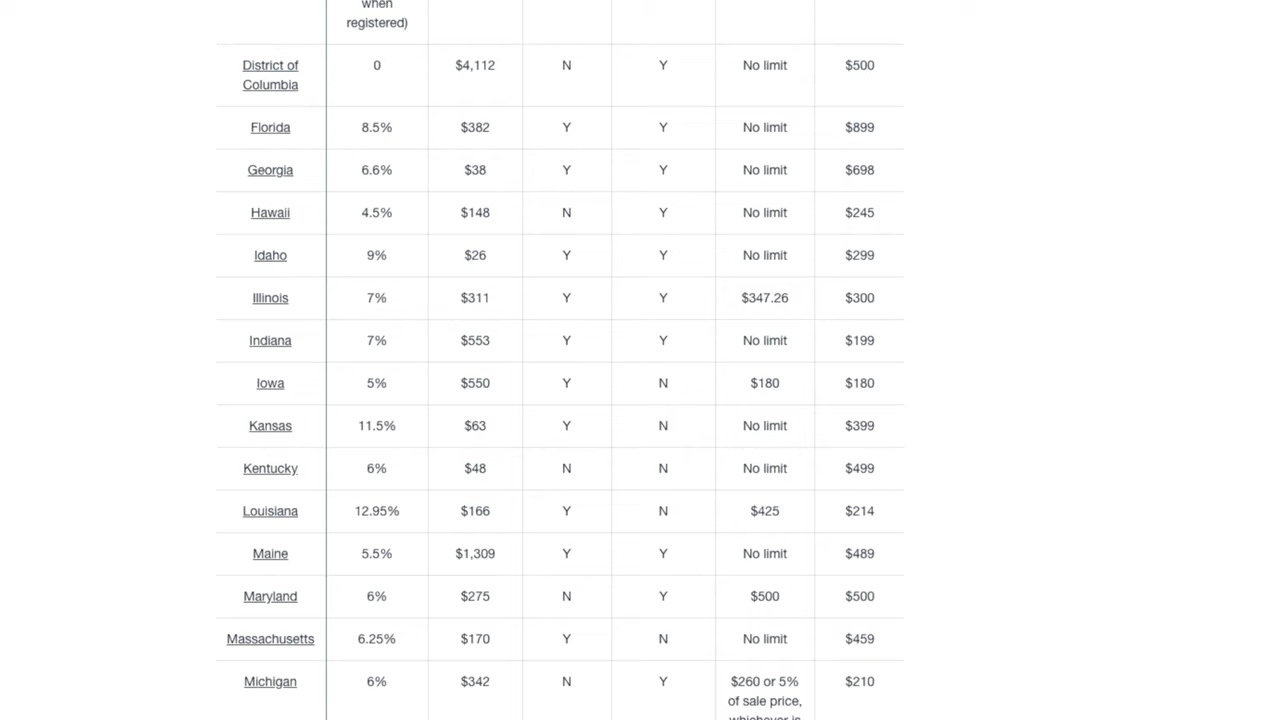 when
registered)
District of
Columbia
0 $4,112 N Y No limit $500
Florida 8.5% $382 Y Y No limit $899
Georgia 6.6% $38 Y Y No limit $698
Hawaii 4.5% $148 N Y No limit $245
Idaho 9% $26 Y Y No limit $299
Illinois 7% $311 Y Y $347.26 $300
Indiana 7% $553 Y Y No limit $199
Iowa 5% $550 Y N $180 $180
Kansas 11.5% $63 Y N No limit $399
Kentucky 6% $48 N N No limit $499
Louisiana 12.95% $166 Y N $425 $214
Maine 5.5% $1,309 Y Y No limit $489
Maryland 6% $275 N Y $500 $500
Massachusetts 6.25% $170 Y N No limit $459
Michigan 6% $342 N Y $260 or 5% $210
of sale price,
whichever is